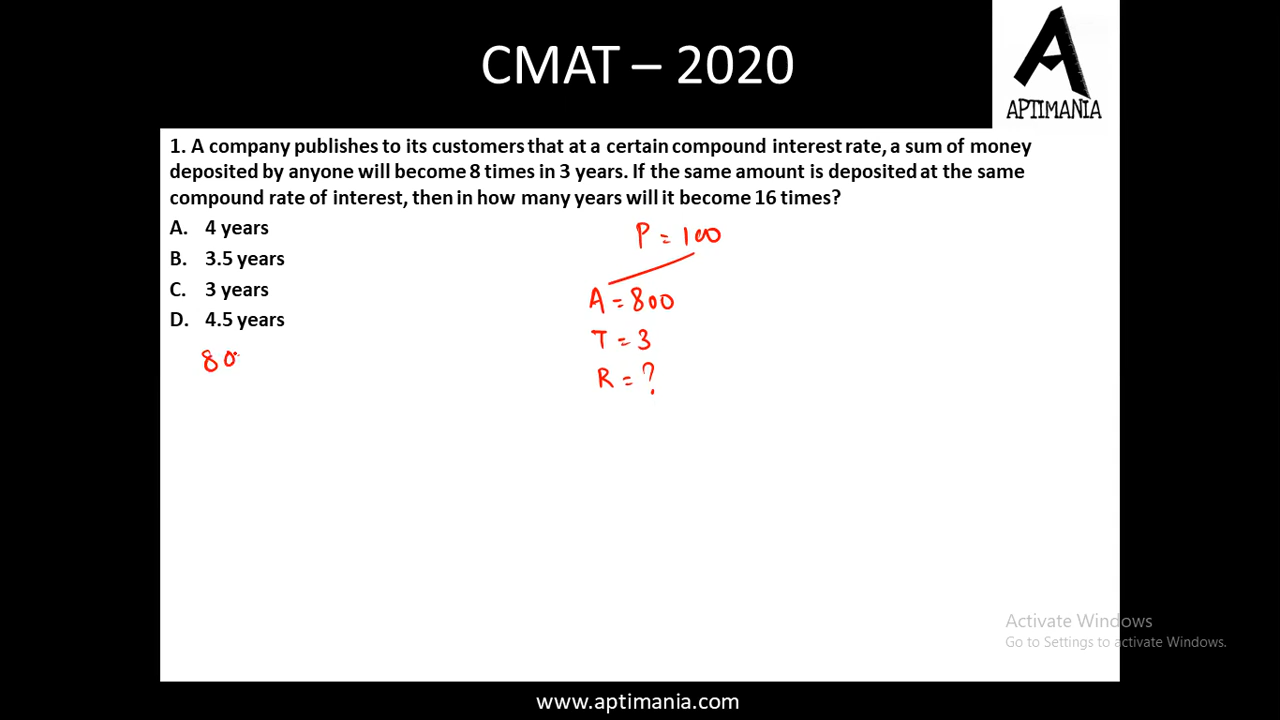 CMAT – 2020
A
APTIMANIA
1. A company publishes to its customers that at a certain compound interest rate, a sum of money
deposited by anyone will become 8 times in 3 years. If the same amount is deposited at the same
compound rate of interest, then in how many years will it become 16 times?
A. 4 years
B. 3.5 years
C. 3 years
D. 4.5 years
P = 100
A = 800
T = 3
R = ?
80
Activate Windows
Go to Settings to activate Windows.
www.aptimania.com